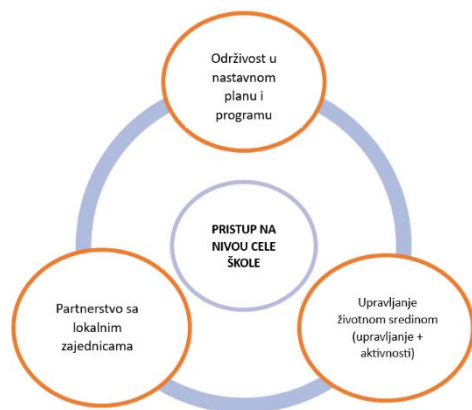 Održivost u
nastavnom
planu i
programu
PRISTUP NA
NIVOU CELE
ŠKOLE
Partnerstvo sa
lokalnim
zajednicama
Upravljanje
životnom sredinom
(upravljanje +
aktivnosti)